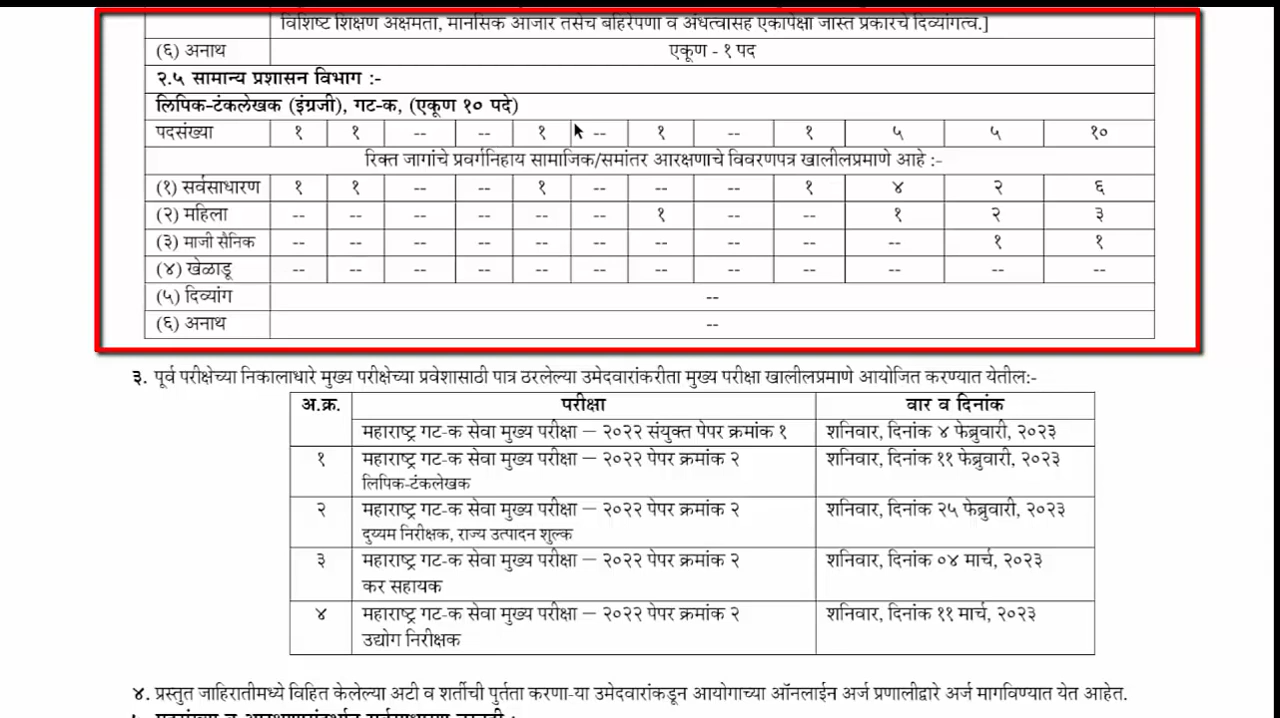 विशिष्ट शिक्षण अक्षमता, मानसिक आजार तसेच बहिरेपणा व अंधत्वासह एकापेक्षा जास्त प्रकारचे दिव्यांगत्व.]
(६) अनाथ एकूण - १ पद
२.५ सामान्य प्रशासन विभाग :-
लिपिक-टंकलेखक (इंग्रजी), गट-क, (एकूण १० पदे)
पदसंख्या १ १ -- -- १ -- १ -- १ ५ ५ १०
रिक्त जागांचे प्रवर्गनिहाय सामाजिक/समांतर आरक्षणाचे विवरणपत्र खालीलप्रमाणे आहे :-
(१) सर्वसाधारण १ १ -- -- १ -- -- -- १ ४ २ ६
(२) महिला -- -- -- -- -- -- १ -- -- १ २ ३
(३) माजी सैनिक -- -- -- -- -- -- -- -- -- -- १ १
(४) खेळाडू -- -- -- -- -- -- -- -- -- -- -- --
(५) दिव्यांग --
(६) अनाथ --
३. पूर्व परीक्षेच्या निकालाधारे मुख्य परीक्षेच्या प्रवेशासाठी पात्र ठरलेल्या उमेदवारांकरीता मुख्य परीक्षा खालीलप्रमाणे आयोजित करण्यात येतील:-
अ.क्र. परीक्षा वार व दिनांक
महाराष्ट्र गट-क सेवा मुख्य परीक्षा – २०२२ संयुक्त पेपर क्रमांक १ शनिवार, दिनांक ४ फेब्रुवारी, २०२३
१ महाराष्ट्र गट-क सेवा मुख्य परीक्षा – २०२२ पेपर क्रमांक २ शनिवार, दिनांक ११ फेब्रुवारी, २०२३
लिपिक-टंकलेखक
२ महाराष्ट्र गट-क सेवा मुख्य परीक्षा – २०२२ पेपर क्रमांक २ शनिवार, दिनांक २५ फेब्रुवारी, २०२३
दुय्यम निरीक्षक, राज्य उत्पादन शुल्क
३ महाराष्ट्र गट-क सेवा मुख्य परीक्षा – २०२२ पेपर क्रमांक २ शनिवार, दिनांक ०४ मार्च, २०२३
कर सहायक
४ महाराष्ट्र गट-क सेवा मुख्य परीक्षा – २०२२ पेपर क्रमांक २ शनिवार, दिनांक ११ मार्च, २०२३
उद्योग निरीक्षक
४. प्रस्तुत जाहिरातीमध्ये विहित केलेल्या अटी व शर्तीची पुर्तता करणा-या उमेदवारांकडून आयोगाच्या ऑनलाईन अर्ज प्रणालीद्वारे अर्ज मागविण्यात येत आहेत.